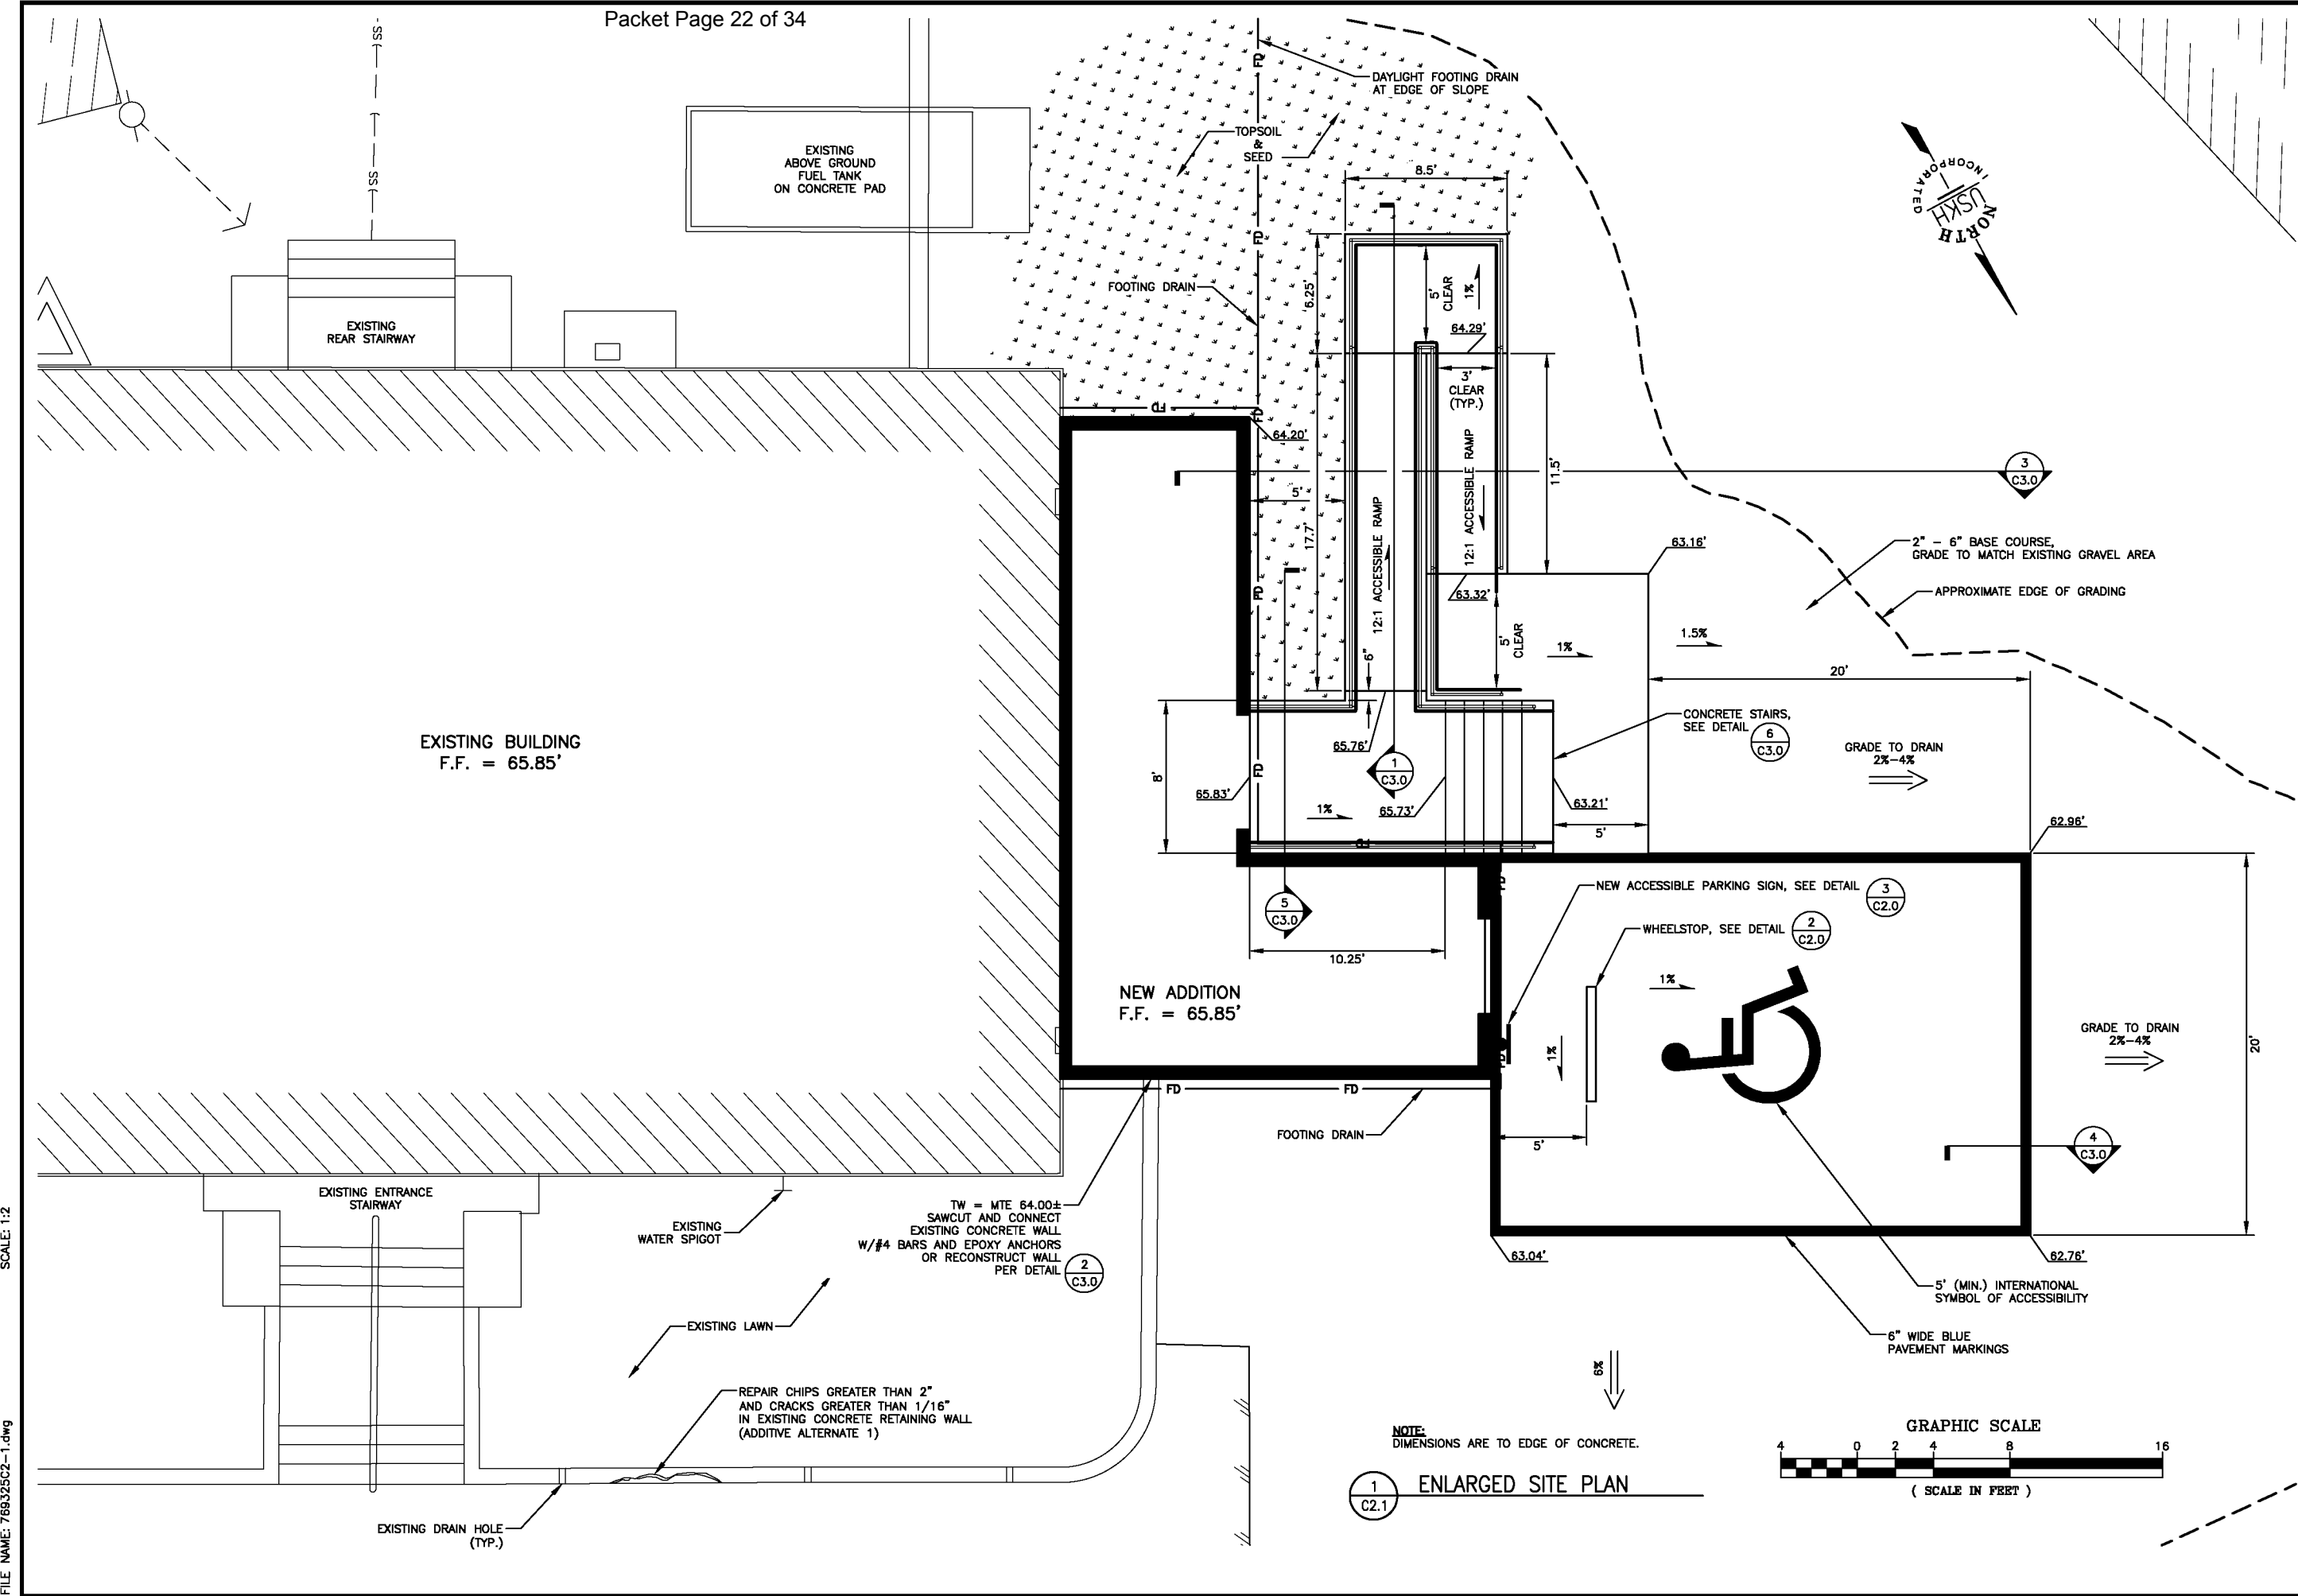 Packet Page 22 of 34
SS
SS
FD
DAYLIGHT FOOTING DRAIN
AT EDGE OF SLOPE
TOPSOIL
&
SEED
EXISTING
ABOVE GROUND
FUEL TANK
ON CONCRETE PAD
8.5'
INCORPORATED
USKH
NORTH
FD
FOOTING DRAIN
6.25'
5'
CLEAR
1%
64.29'
EXISTING
REAR STAIRWAY
3'
CLEAR
(TYP.)
FD
FD
64.20'
12:1 ACCESSIBLE RAMP
11.5'
3
C3.0
5'
17.7'
12:1 ACCESSIBLE RAMP
63.16'
2" - 6" BASE COURSE,
GRADE TO MATCH EXISTING GRAVEL AREA
FD
63.32'
APPROXIMATE EDGE OF GRADING
5'
CLEAR
1%
1.5%
6"
20'
CONCRETE STAIRS,
SEE DETAIL
6
C3.0
EXISTING BUILDING
F.F. = 65.85'
65.76'
GRADE TO DRAIN
2%-4%
8'
FD
1
C3.0
65.83'
1%
65.73'
63.21'
5'
62.96'
FD
FD
NEW ACCESSIBLE PARKING SIGN, SEE DETAIL
3
C2.0
5
C3.0
WHEELSTOP, SEE DETAIL
2
C2.0
10.25'
1%
NEW ADDITION
F.F. = 65.85'
1%
GRADE TO DRAIN
2%-4%
20'
FD
FD
FD
FOOTING DRAIN
5'
4
C3.0
EXISTING ENTRANCE
STAIRWAY
TW = MTE 64.00±
SAWCUT AND CONNECT
EXISTING CONCRETE WALL
W/#4 BARS AND EPOXY ANCHORS
OR RECONSTRUCT WALL
PER DETAIL
2
C3.0
EXISTING
WATER SPIGOT
63.04'
62.76'
5' (MIN.) INTERNATIONAL
SYMBOL OF ACCESSIBILITY
EXISTING LAWN
6" WIDE BLUE
PAVEMENT MARKINGS
6%
REPAIR CHIPS GREATER THAN 2"
AND CRACKS GREATER THAN 1/16"
IN EXISTING CONCRETE RETAINING WALL
(ADDITIVE ALTERNATE 1)
NOTE:
DIMENSIONS ARE TO EDGE OF CONCRETE.
GRAPHIC SCALE
4 0 2 4 8 16
( SCALE IN FEET )
1
C2.1
ENLARGED SITE PLAN
EXISTING DRAIN HOLE
(TYP.)
SCALE: 1:2
FILE NAME: 769325C2-1.dwg